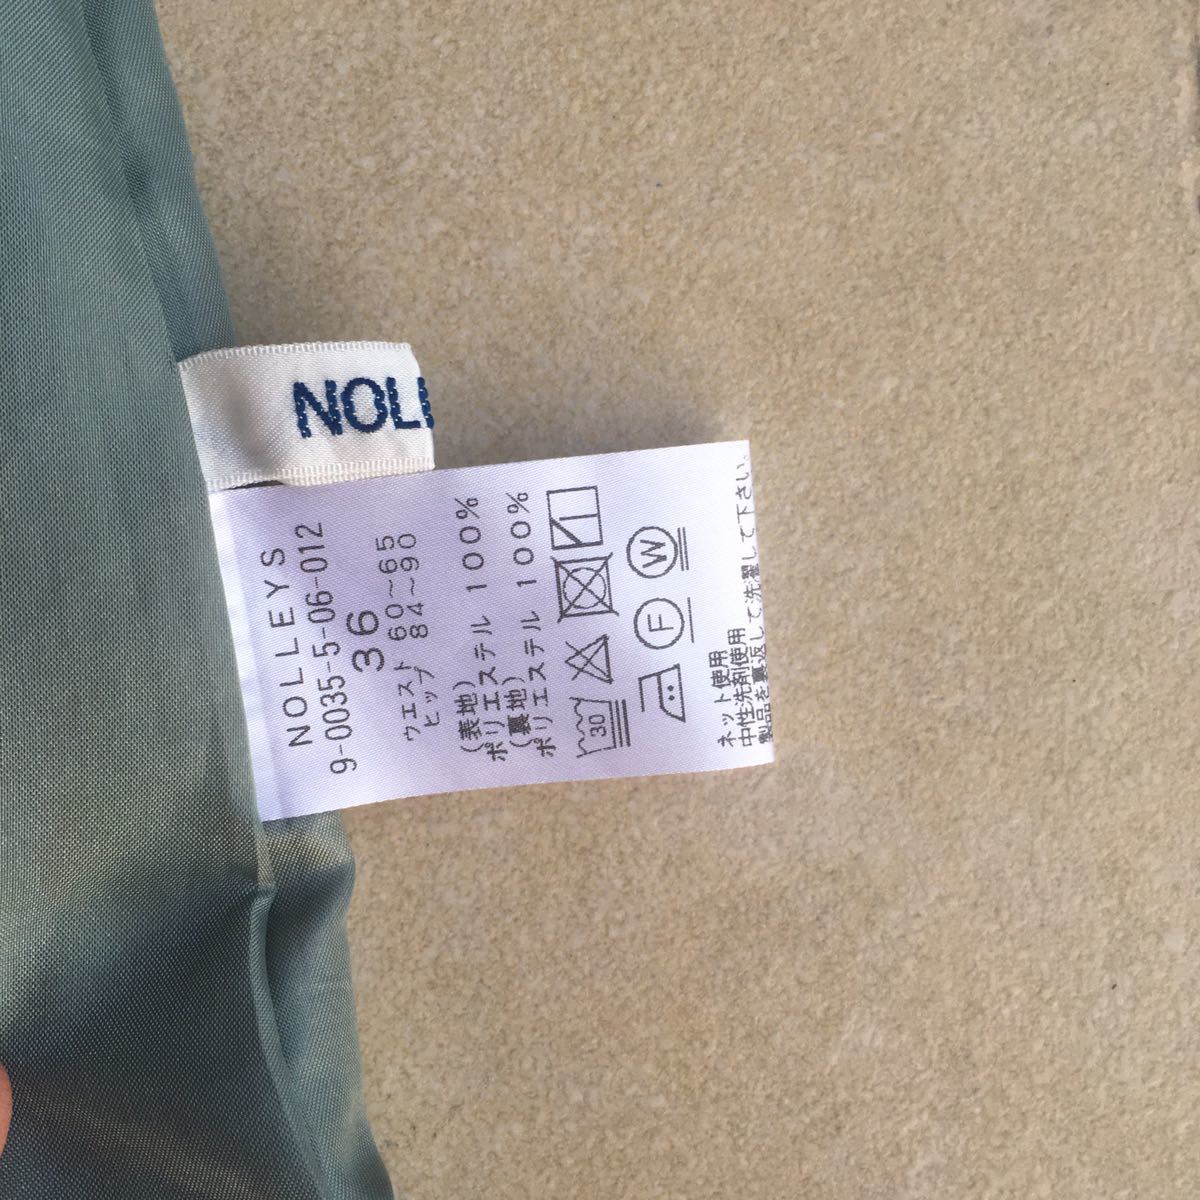 NOLL
NOLLEYS
9-0035-5-06-012
36
ウエスト 60～65
ヒップ 84～90
(表地)
ポリエステル 100%
(裏地)
ポリエステル 100%
30
F W
ネット使用
中性洗剤使用
製品を裏返して洗濯して下さい。